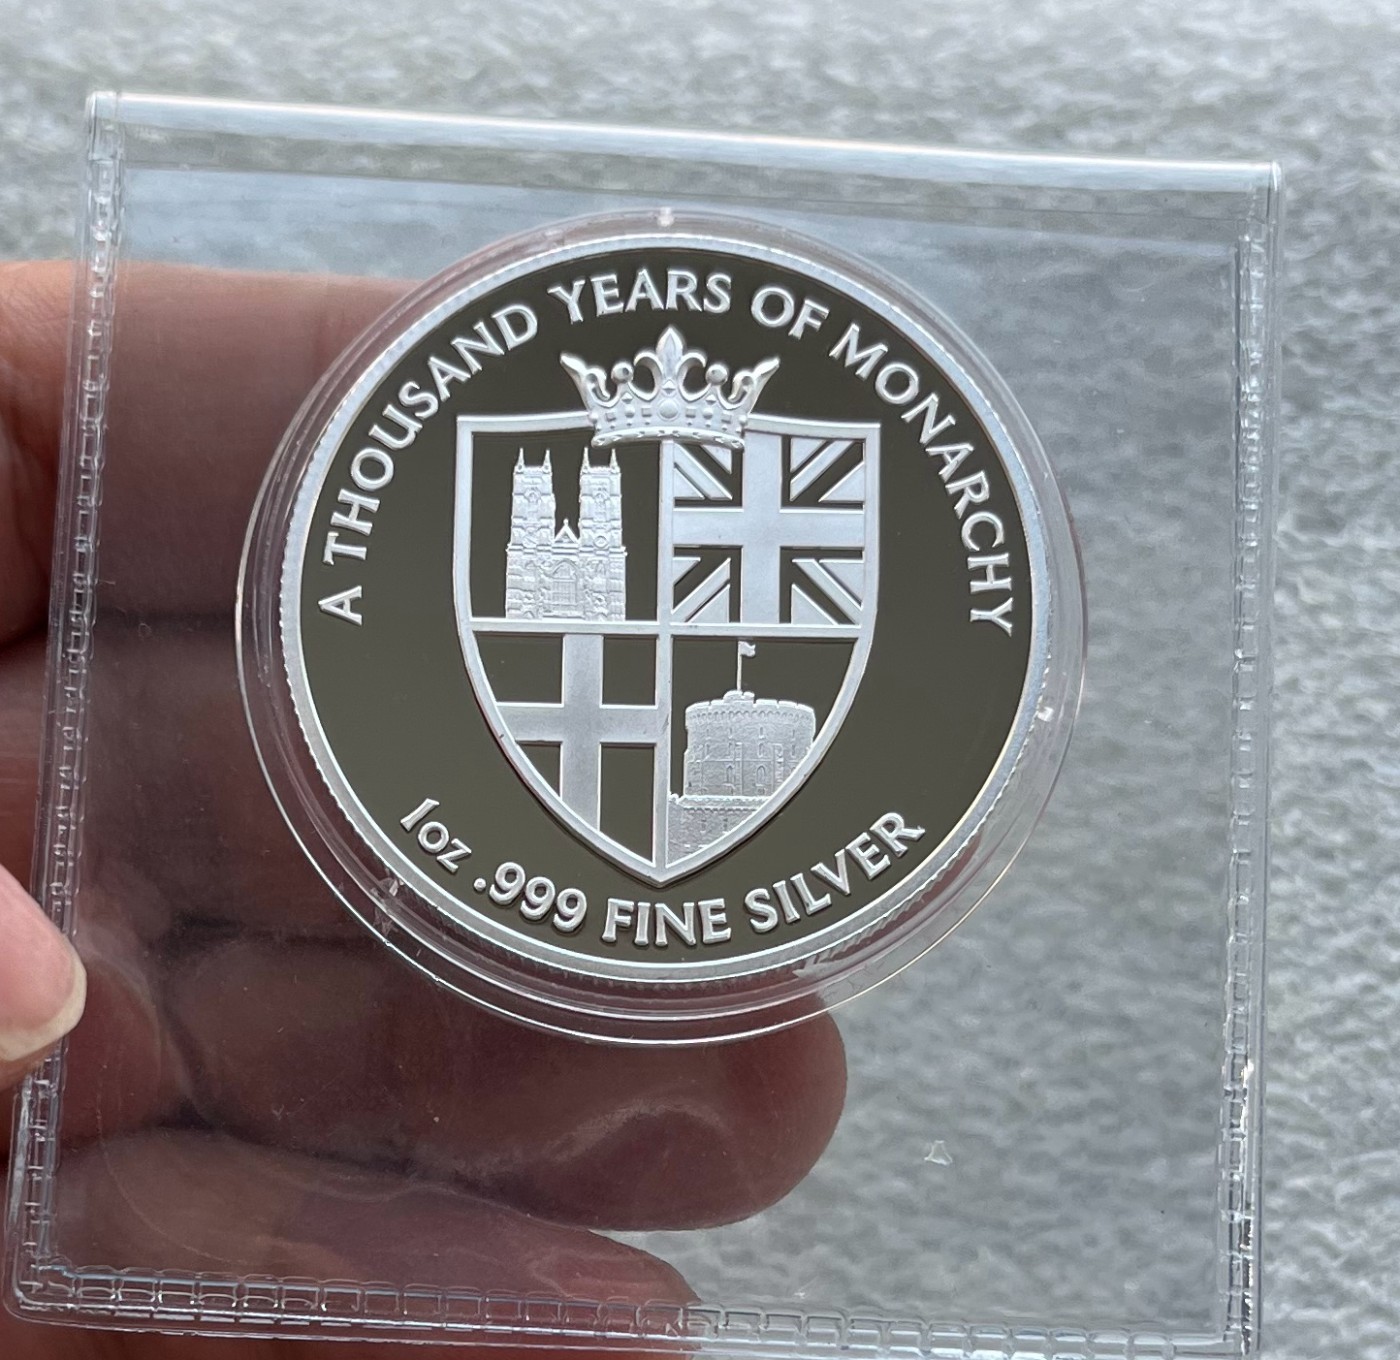 A THOUSAND YEARS OF MONARCHY
1oz .999 FINE SILVER